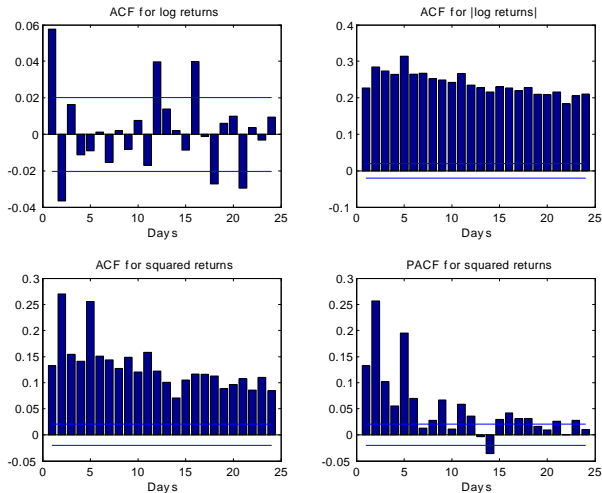 ACF for log returns
0.06
0.04
0.02
0
-0.02
-0.04
0 5 10 15 20 25
Days
ACF for |log returns|
0.4
0.3
0.2
0.1
0
-0.1
0 5 10 15 20 25
Days
ACF for squared returns
0.3
0.25
0.2
0.15
0.1
0.05
0
-0.05
0 5 10 15 20 25
Days
PACF for squared returns
0.3
0.25
0.2
0.15
0.1
0.05
0
-0.05
0 5 10 15 20 25
Days